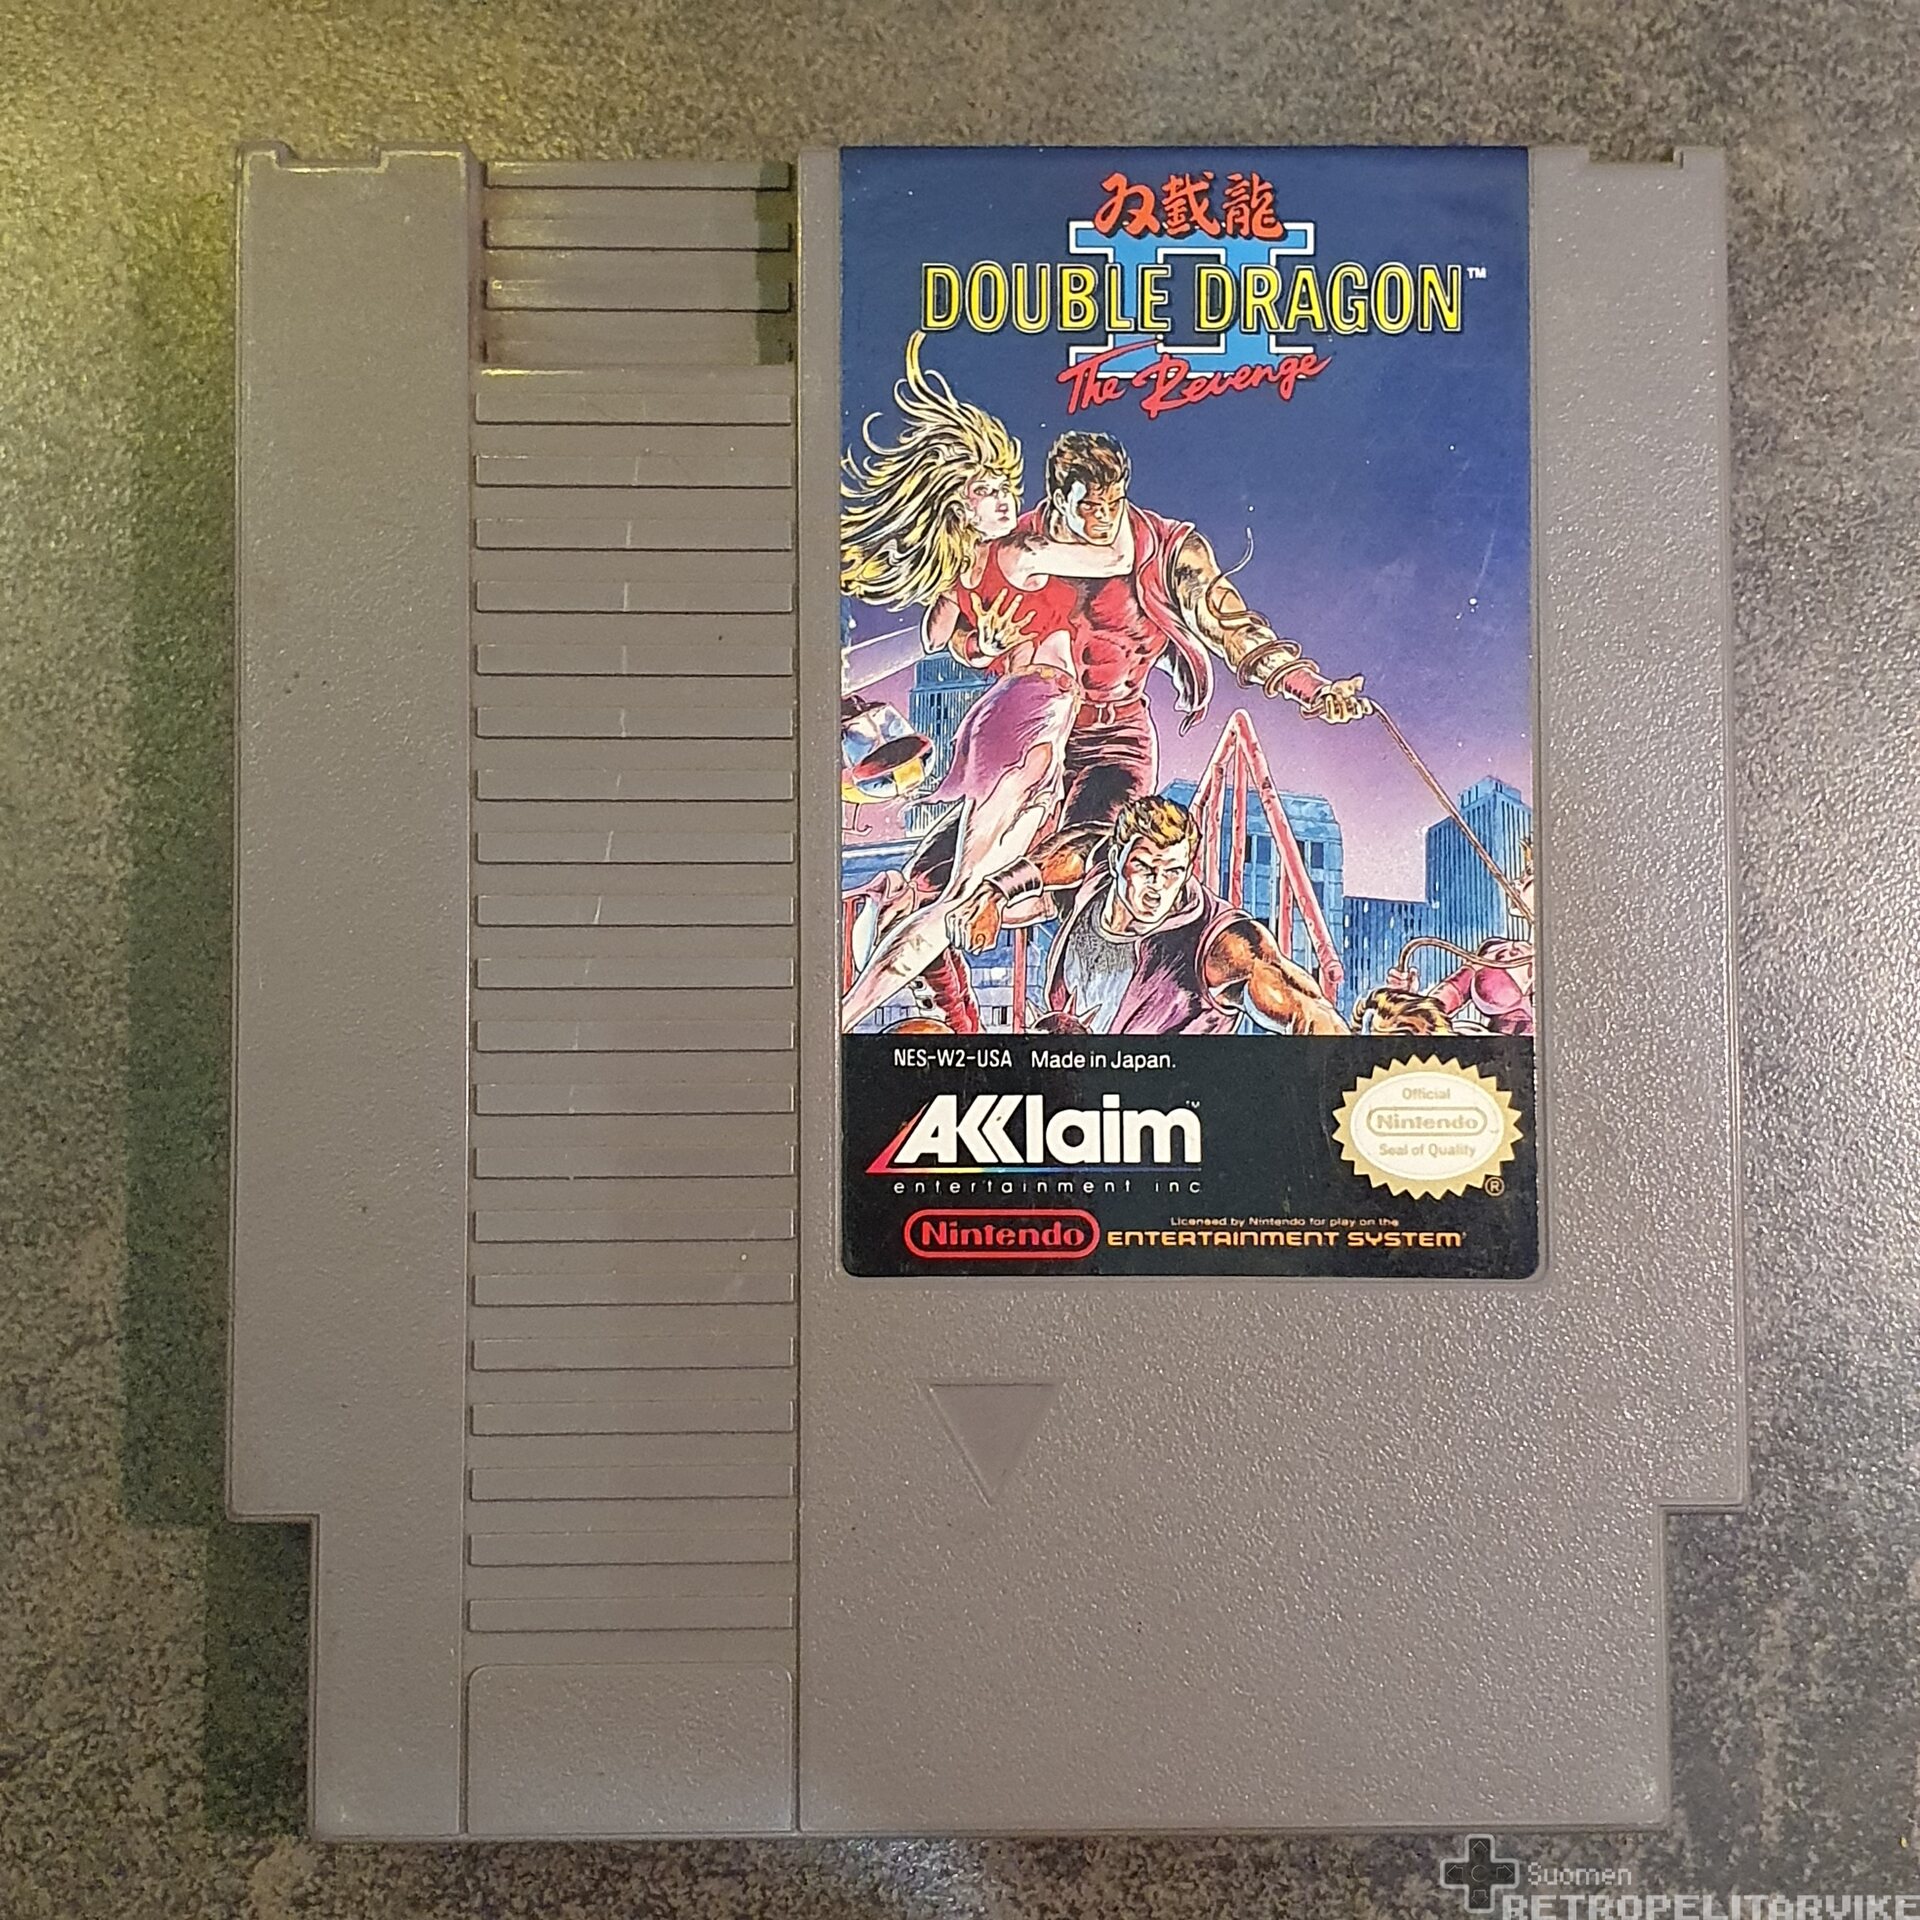 双截龍
II
DOUBLE DRAGON™
The Revenge
NES-W2-USA Made in Japan.
AKKlaim™
entertainment inc
Official
Nintendo
Seal of Quality
®
Nintendo
Licensed by Nintendo for play on the
ENTERTAINMENT SYSTEM
Suomen
RETROPELITARVIKE